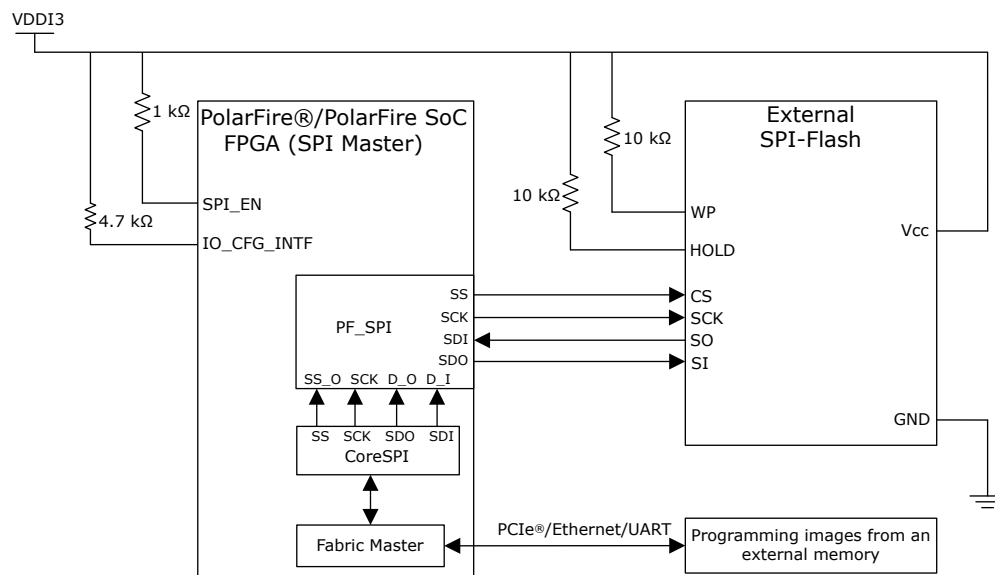 VDDI3
1 kΩ
4.7 kΩ
PolarFire®/PolarFire SoC
FPGA (SPI Master)
SPI_EN
IO_CFG_INTF
10 kΩ
10 kΩ
External
SPI-Flash
WP
HOLD
Vcc
CS
SCK
SO
SI
GND
PF_SPI
SS
SCK
SDI
SDO
SS_O SCK D_O D_I
SS SCK SDO SDI
CoreSPI
Fabric Master
PCIe®/Ethernet/UART
Programming images from an
external memory